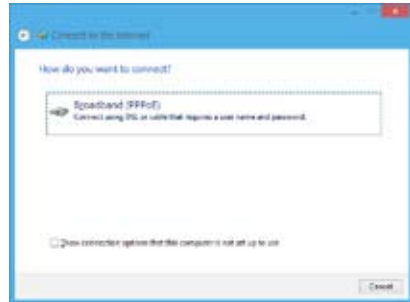 Connect to the Internet
How do you want to connect?
Broadband (PPPoE)
Connect using DSL or cable that requires a user name and password.
Show connection options that this computer is not set up to use
Cancel